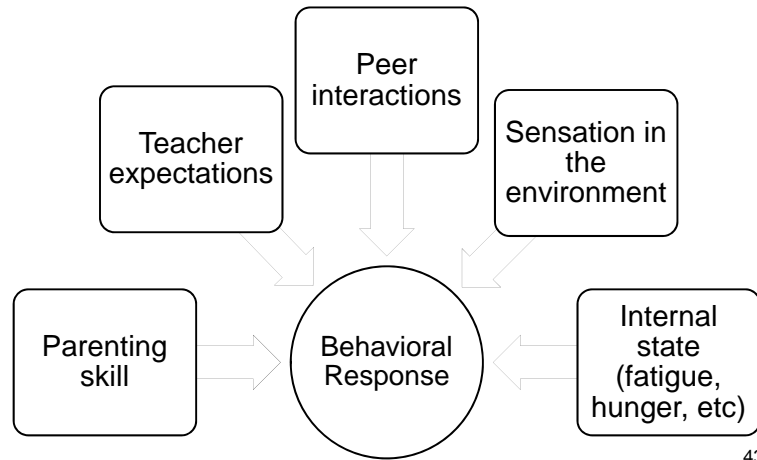 Peer
interactions
Teacher
expectations
Sensation in
the
environment
Parenting
skill
Behavioral
Response
Internal
state
(fatigue,
hunger, etc)